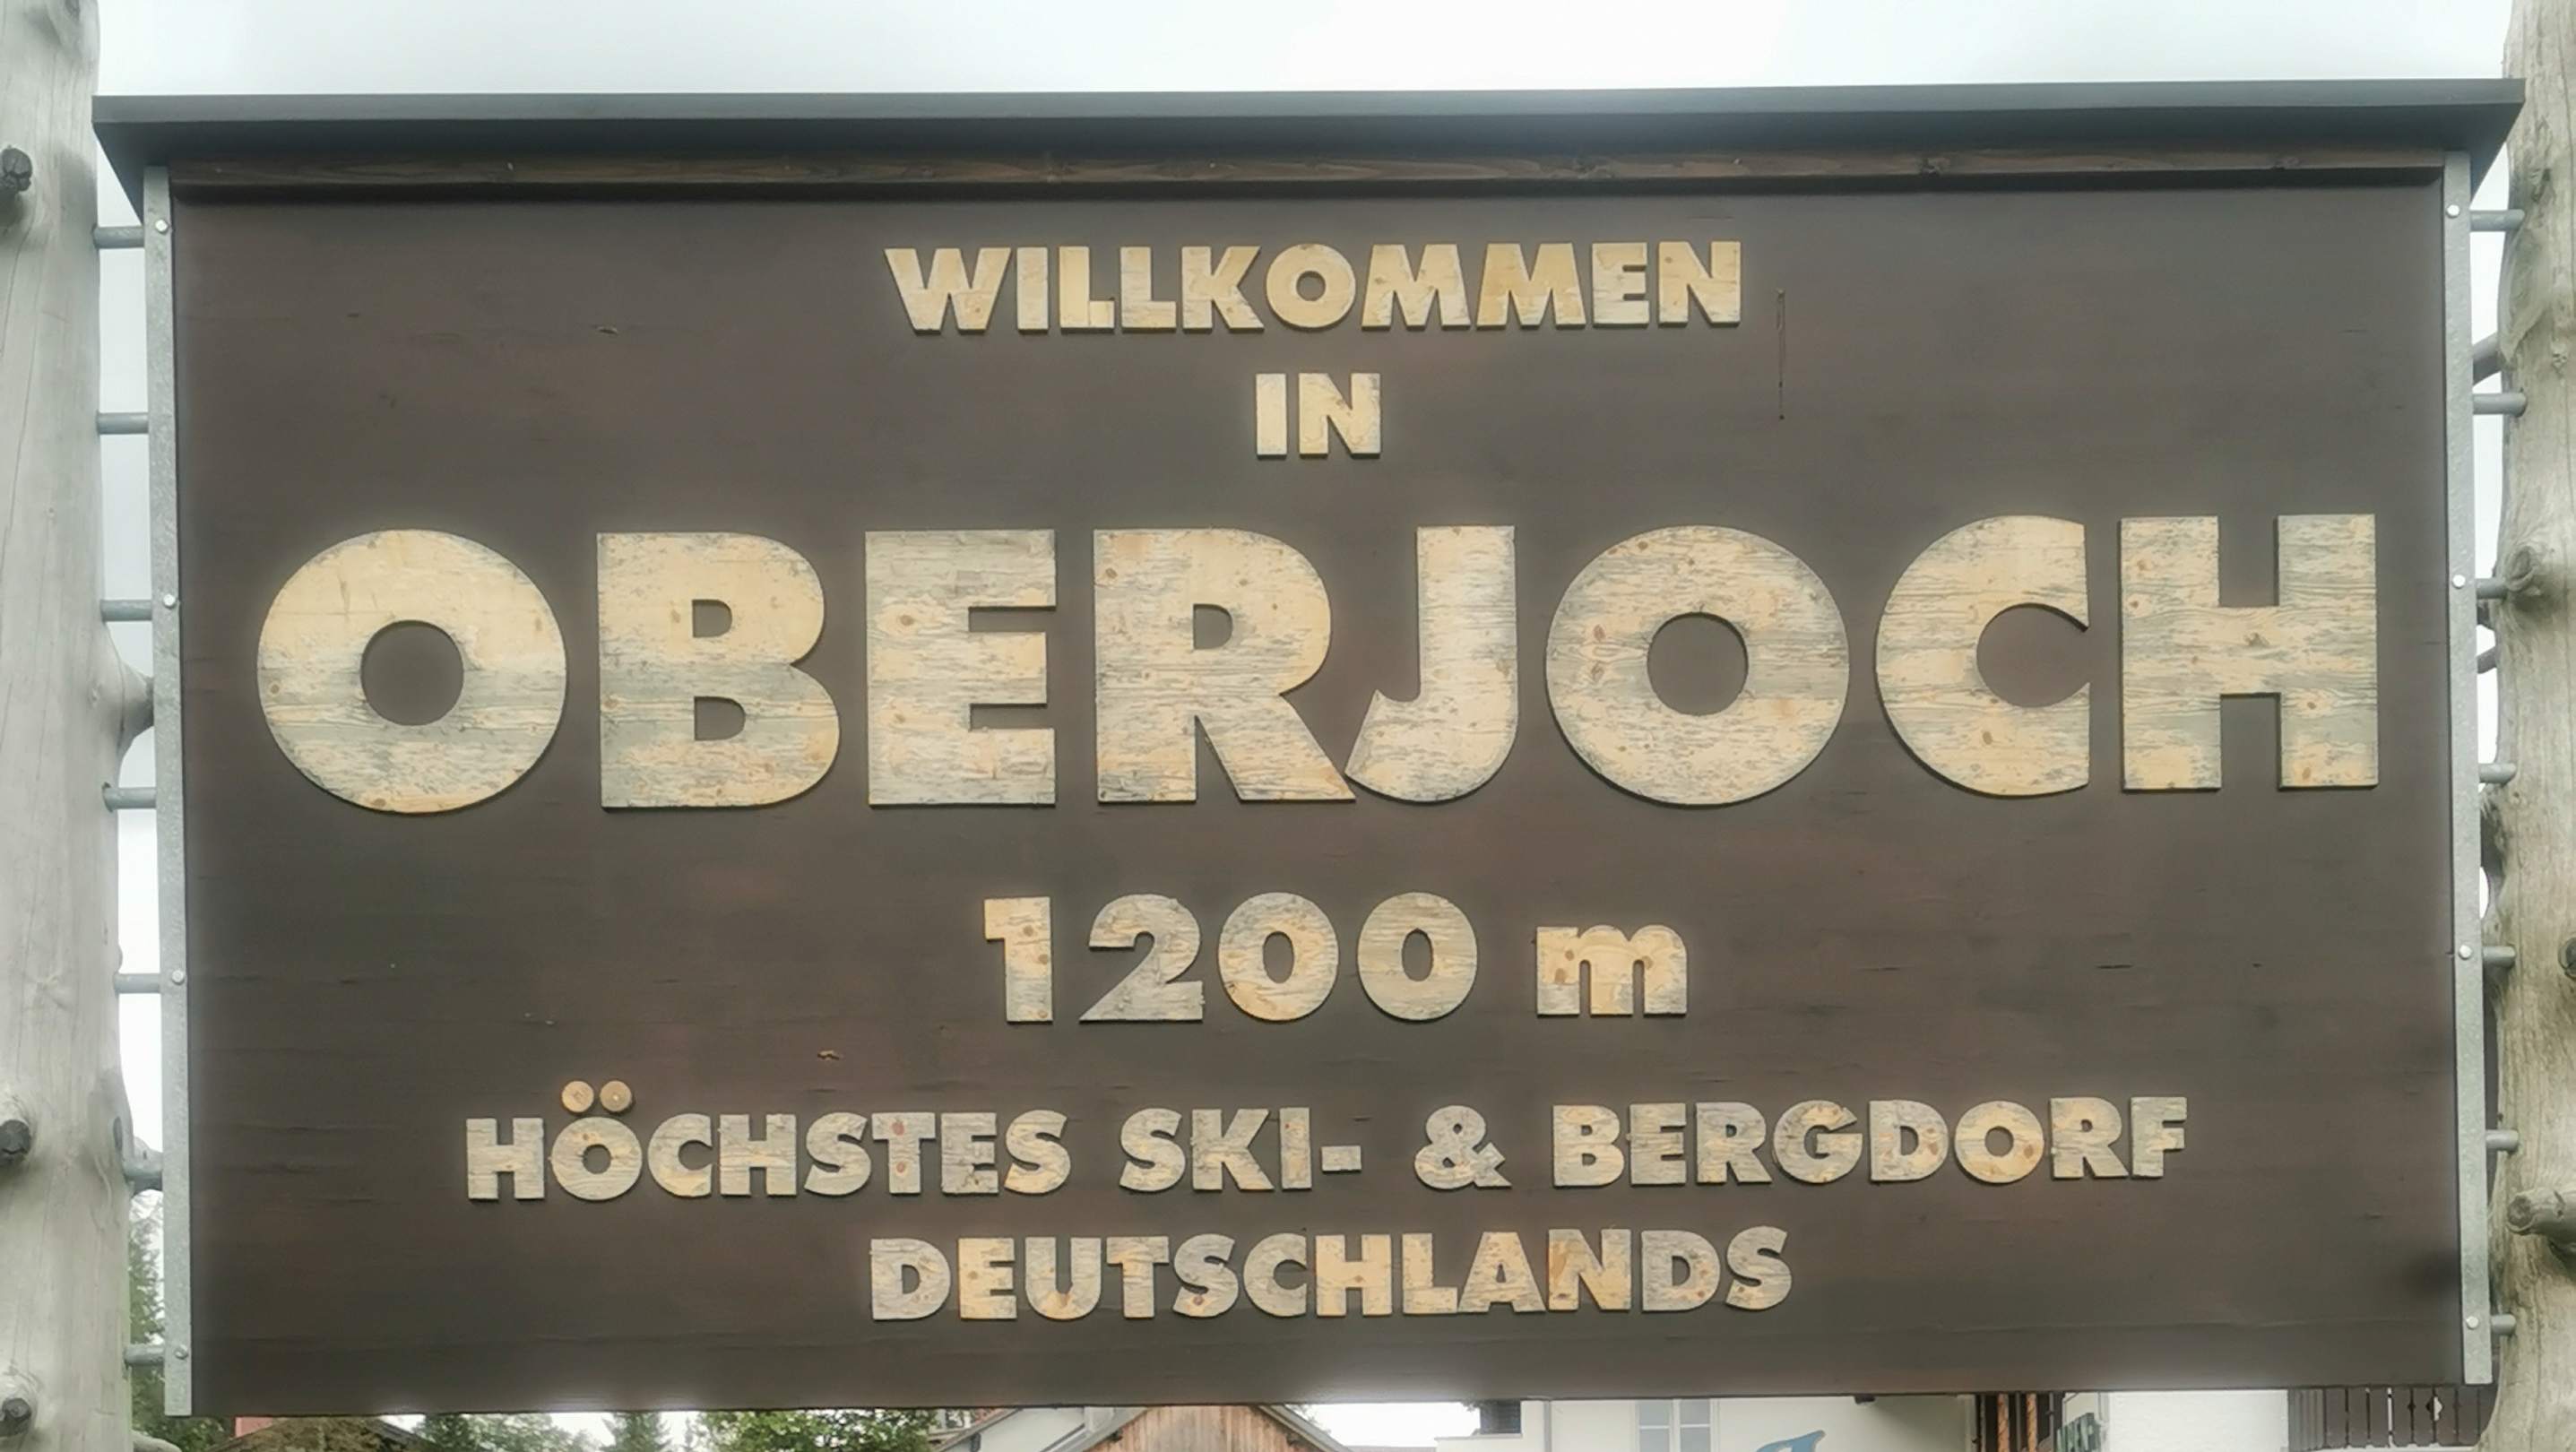 WILLKOMMEN
IN
OBERJOCH
1200 m
HÖCHSTES SKI- & BERGDORF
DEUTSCHLANDS